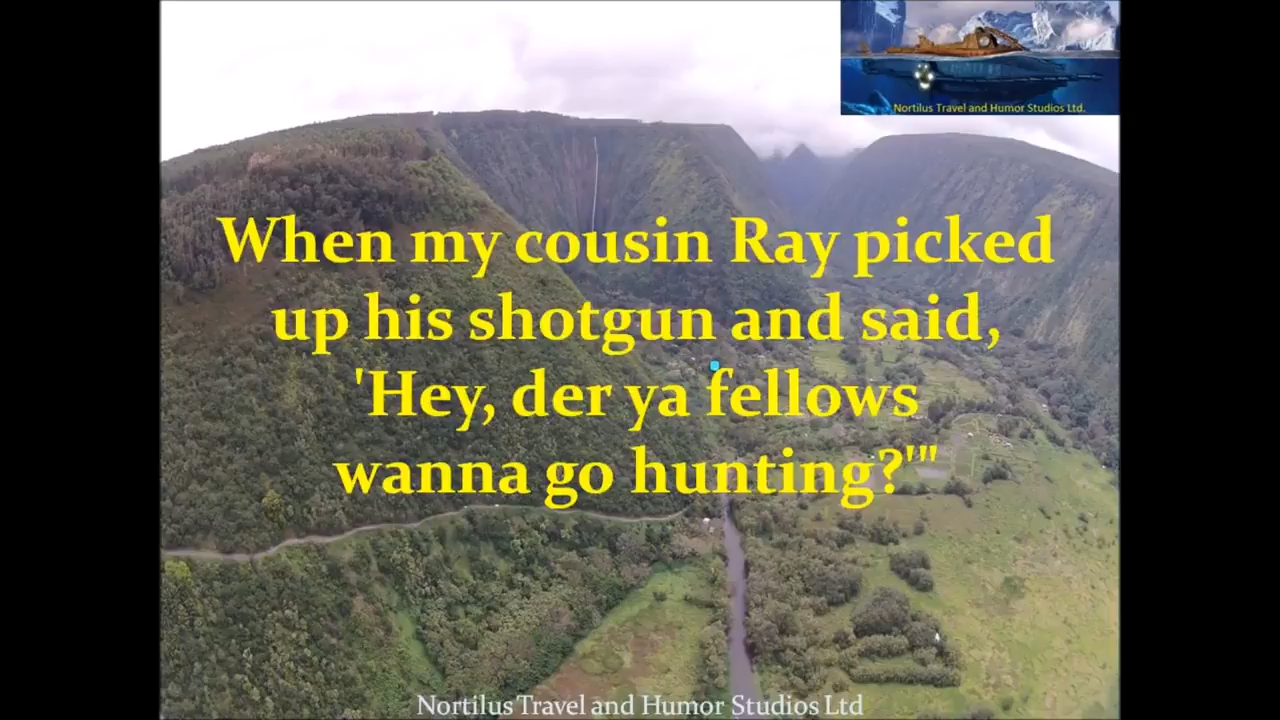 Nortilus Travel and Humor Studios Ltd.
When my cousin Ray picked
up his shotgun and said,
'Hey, der ya fellows
wanna go hunting?'"
Nortilus Travel and Humor Studios Ltd